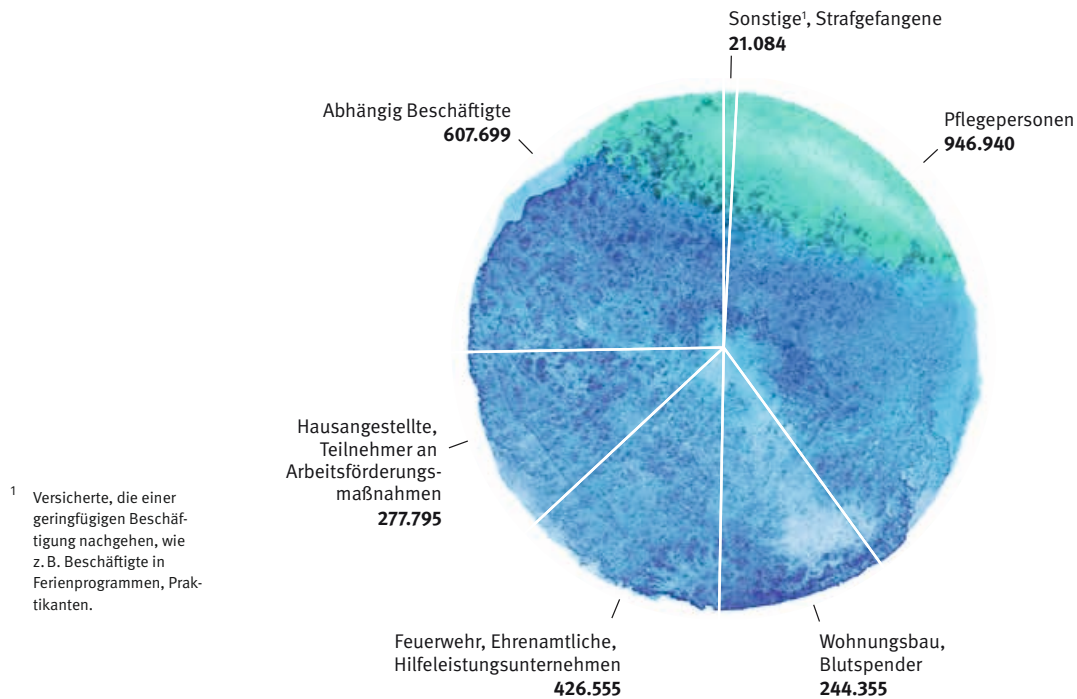 Sonstige¹, Strafgefangene
21.084
Abhängig Beschäftigte
607.699
Pflegepersonen
946.940
Hausangestellte,
Teilnehmer an
Arbeitsförderungs-
maßnahmen
277.795
1 Versicherte, die einer
geringfügigen Beschäf-
tigung nachgehen, wie
z. B. Beschäftigte in
Ferienprogrammen, Prak-
tikanten.
Feuerwehr, Ehrenamtliche,
Hilfeleistungsunternehmen
426.555
Wohnungsbau,
Blutspender
244.355